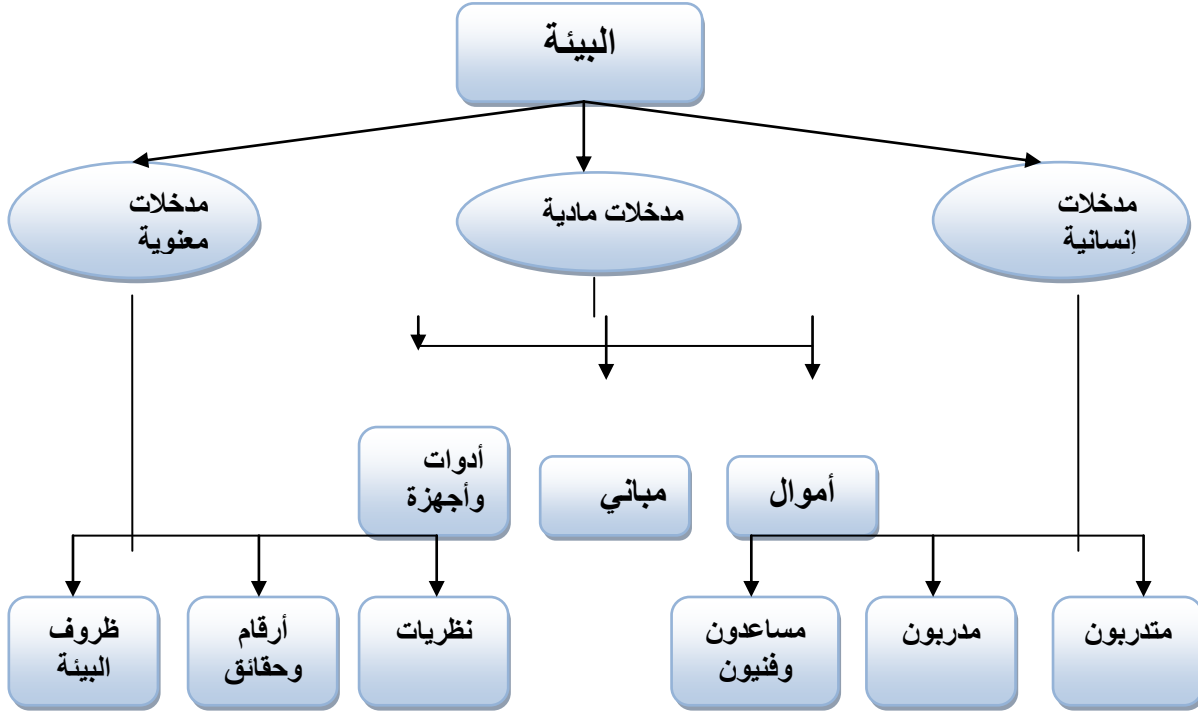 البيئة
مدخلات
إنسانية
مدخلات مادية
مدخلات
معنوية
أموال
مباني
أدوات
وأجهزة
متدربون
مدربون
مساعدون
وفنيون
نظريات
أرقام
وحقائق
ظروف
البيئة